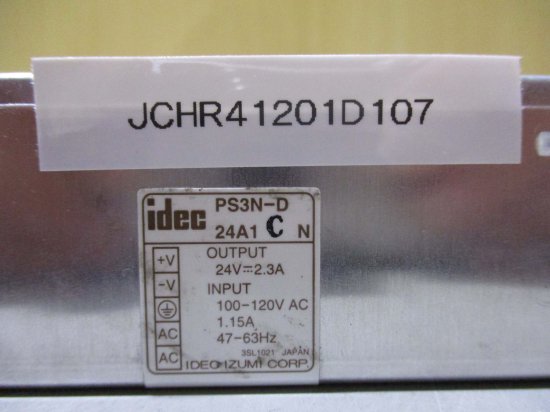 JCHR41201D107
idec PS3N-D
24A1 C N
OUTPUT
24V⎓2.3A
INPUT
100-120V AC
1.15A
47-63Hz
+V
-V
AC
AC
3SL1021 JAPAN
IDEC IZUMI CORP.